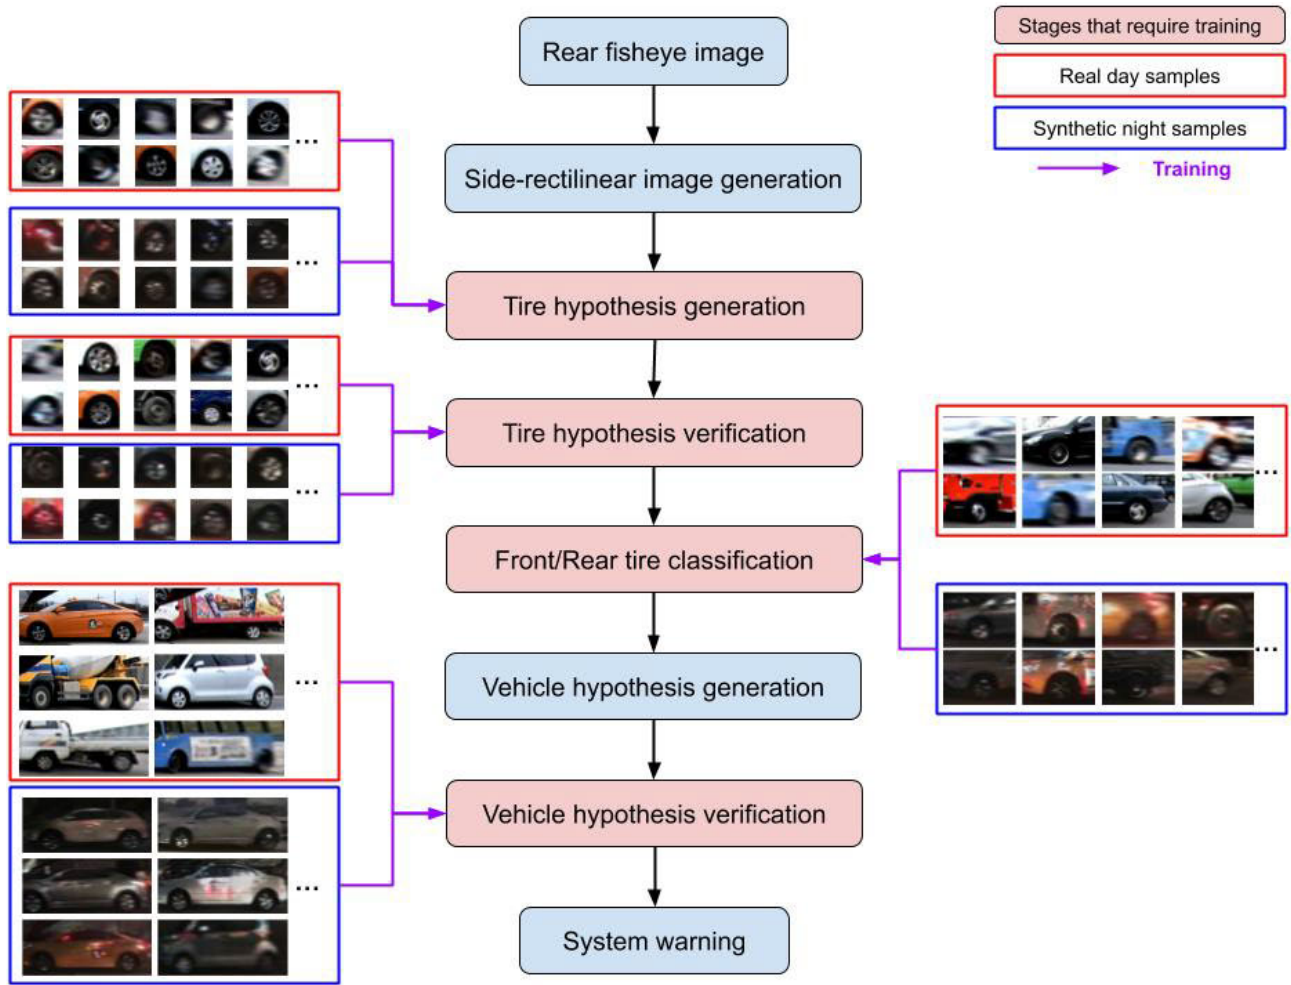 Rear fisheye image
Stages that require training
Real day samples
Synthetic night samples
Training
Side-rectilinear image generation
...
...
Tire hypothesis generation
...
...
Tire hypothesis verification
...
...
Front/Rear tire classification
...
...
Vehicle hypothesis generation
Vehicle hypothesis verification
...
System warning